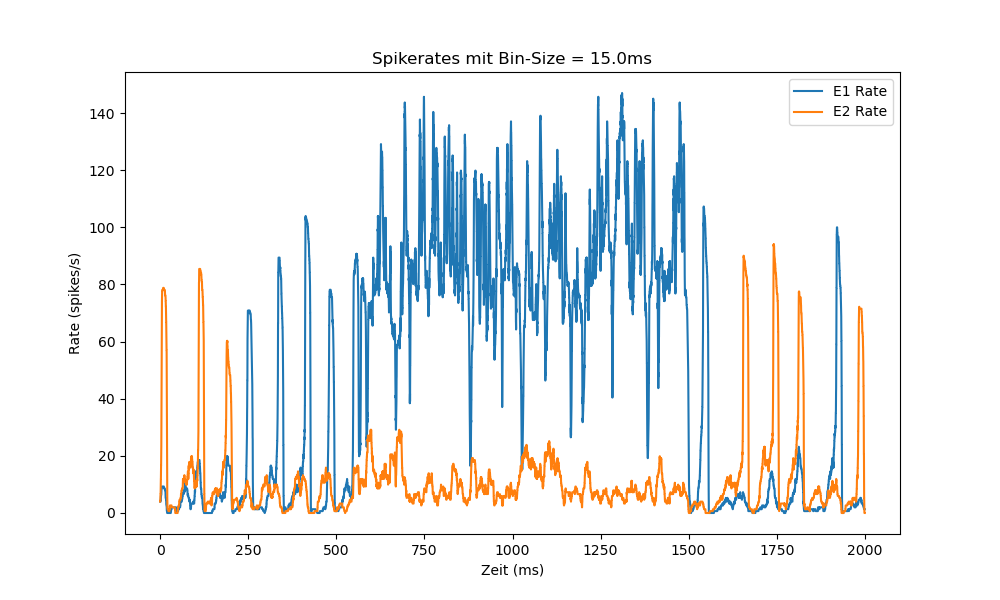 Spikerates mit Bin-Size = 15.0ms
E1 Rate
E2 Rate
Rate (spikes/s)
140
120
100
80
60
40
20
0
0 250 500 750 1000 1250 1500 1750 2000
Zeit (ms)